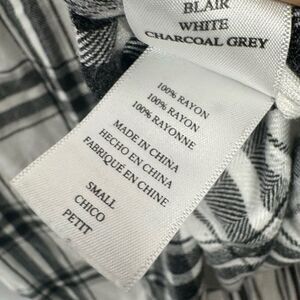 BLAIR
WHITE
CHARCOAL GREY
100% RAYON
100% RAYON
100% RAYONNE
MADE IN CHINA
HECHO EN CHINA
FABRIQUÉ EN CHINE
SMALL
CHICO
PETIT